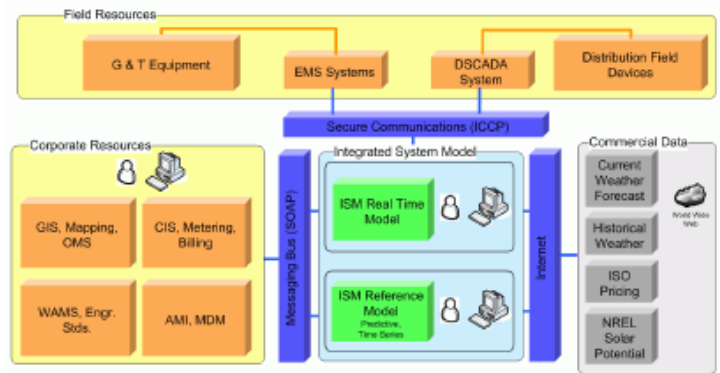 Field Resources
G & T Equipment
EMS Systems
DSCADA
System
Distribution Field
Devices
Secure Communications (ICCP)
Corporate Resources
GIS, Mapping,
OMS
CIS, Metering,
Billing
WAMS, Engr.
Stds.
AMI, MDM
Messaging Bus (SOAP)
Integrated System Model
ISM Real Time
Model
ISM Reference
Model
Predictive,
Time Series
Internet
Commercial Data
Current
Weather
Forecast
World Wide
Web
Historical
Weather
ISO
Pricing
NREL
Solar
Potential